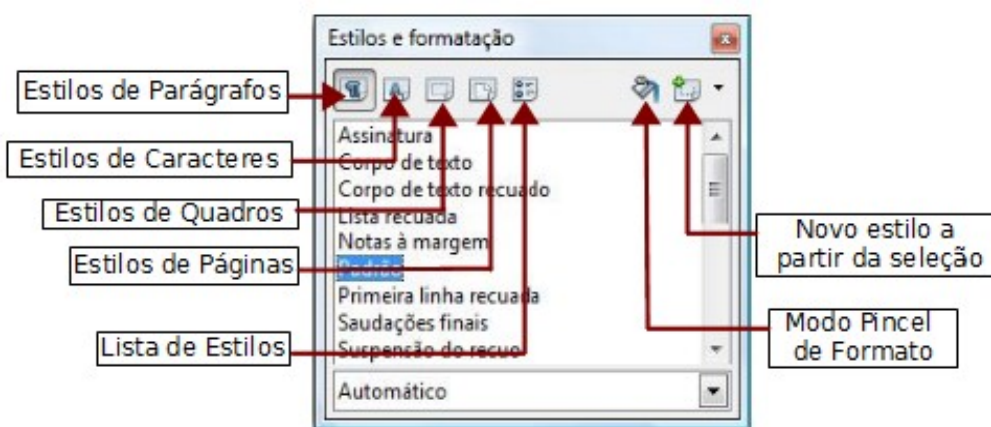 Estilos e formatação
Estilos de Parágrafos
Estilos de Caracteres
Estilos de Quadros
Estilos de Páginas
Lista de Estilos
Assinatura
Corpo de texto
Corpo de texto recuado
Lista recuada
Notas à margem
Padrão
Primeira linha recuada
Saudações finais
Suspensão do recuo
Automático
Novo estilo a
partir da seleção
Modo Pincel
de Formato